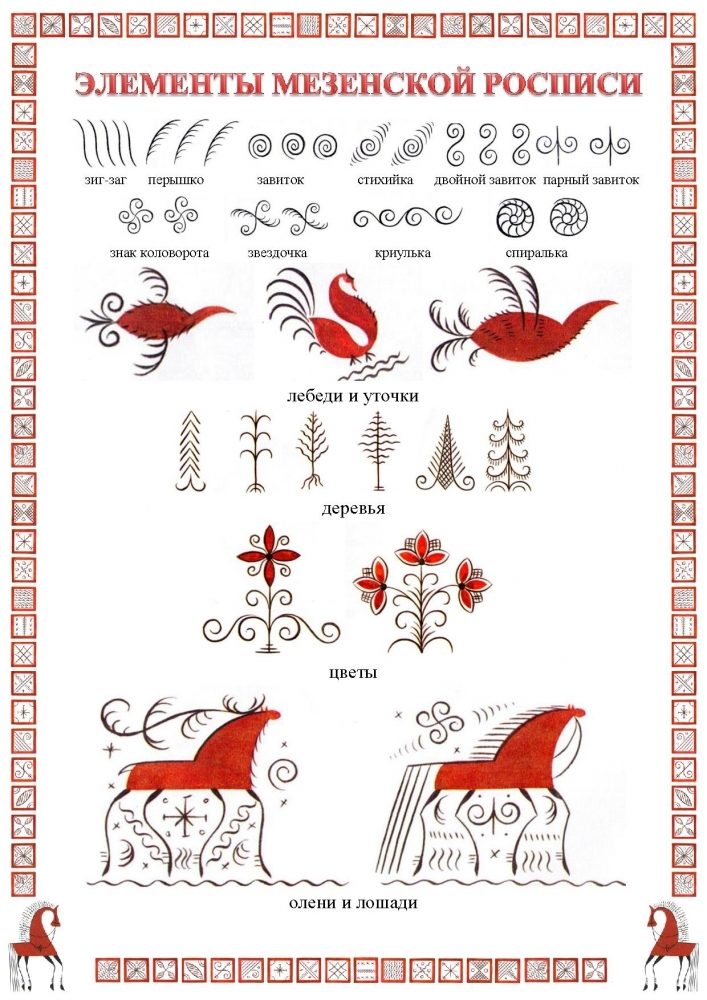 ЭЛЕМЕНТЫ МЕЗЕНСКОЙ РОСПИСИ
зиг-заг перышко завиток стихийка двойной завиток парный завиток
знак коловорота звездочка криулька спиралька
лебеди и уточки
деревья
цветы
олени и лошади